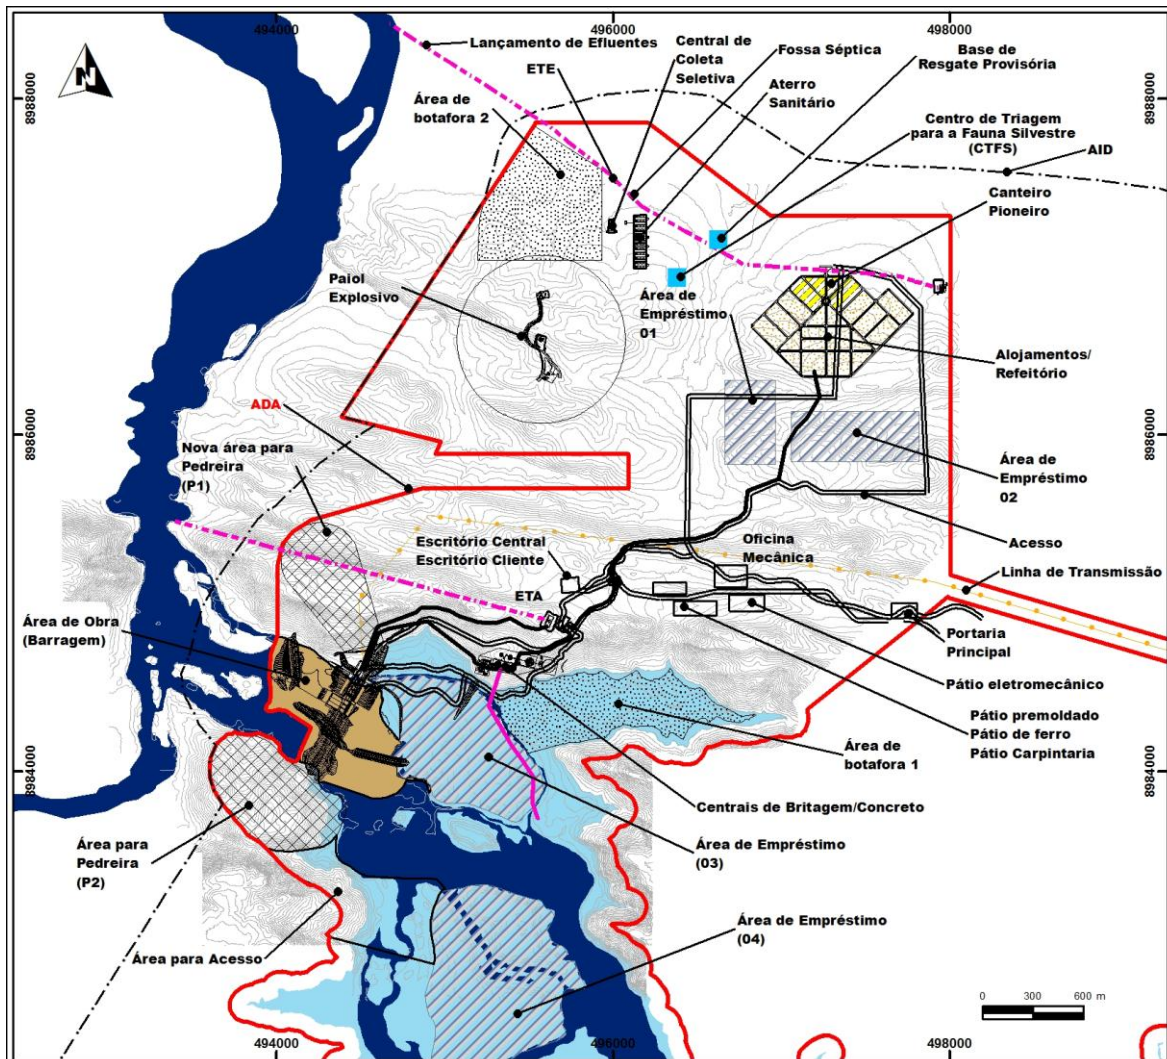 494000
496000
498000
N
8988000
8988000
Lançamento de Efluentes
ETE
Central de
Coleta
Seletiva
Fossa Séptica
Aterro
Sanitário
Base de
Resgate Provisória
Centro de Triagem
para a Fauna Silvestre
(CTFS)
AID
Canteiro
Pioneiro
Área de
botafora 2
Paiol
Explosivo
Área de
Empréstimo
01
Alojamentos/
Refeitório
ADA
8986000
8986000
Nova área para
Pedreira
(P1)
Área de
Empréstimo
02
Acesso
Escritório Central
Escritório Cliente
Oficina
Mecânica
Linha de Transmissão
ETA
Área de Obra
(Barragem)
Portaria
Principal
Pátio eletromecânico
Pátio premoldado
Pátio de ferro
Pátio Carpintaria
Área de
botafora 1
8984000
8984000
Centrais de Britagem/Concreto
Área para
Pedreira
(P2)
Área de Empréstimo
(03)
Área de Empréstimo
(04)
Área para Acesso
0 300 600 m
494000
496000
498000